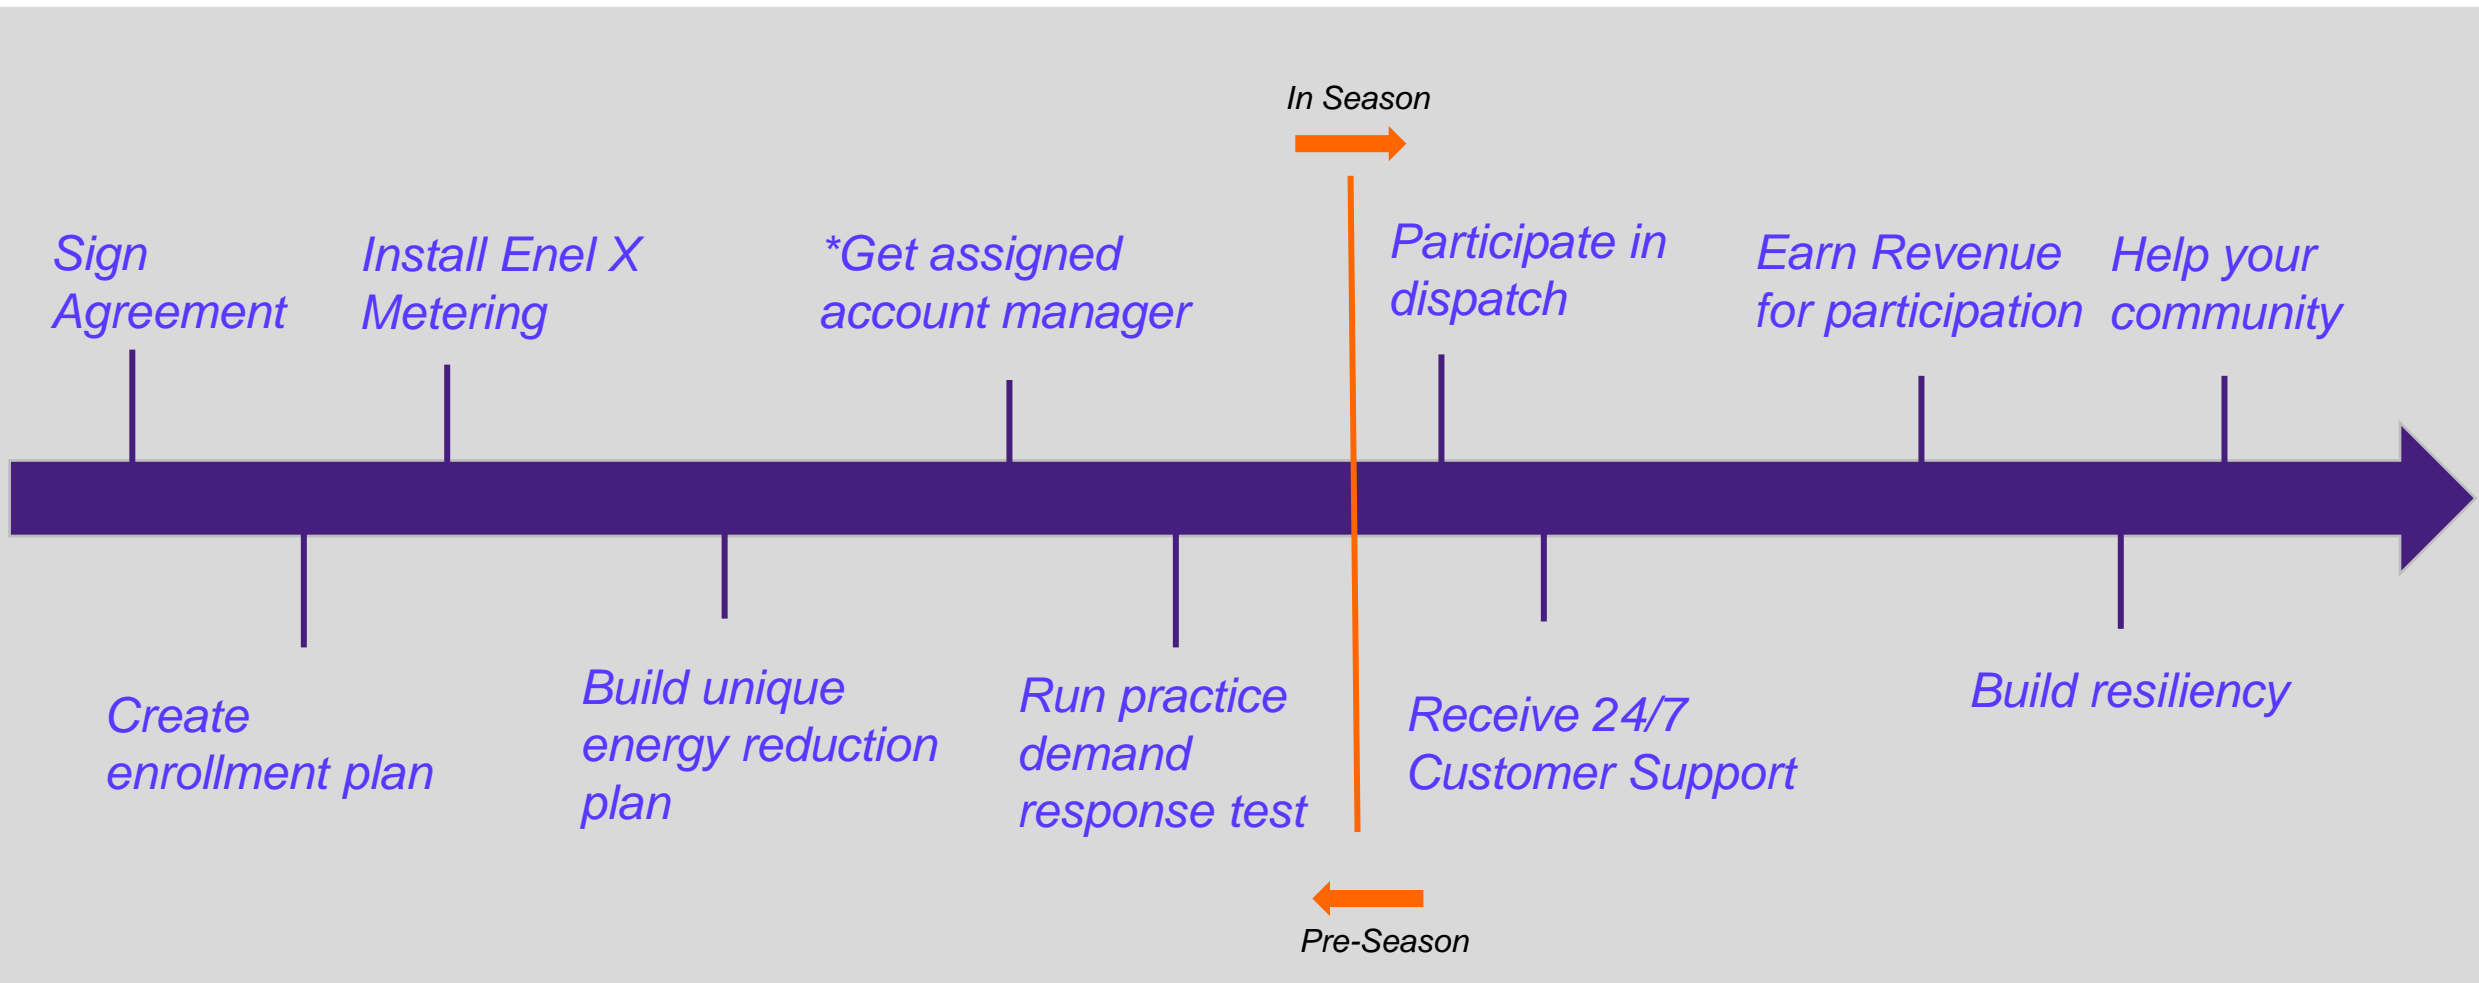 In Season
Sign
Agreement
Install Enel X
Metering
*Get assigned
account manager
Participate in
dispatch
Earn Revenue
for participation
Help your
community
Create
enrollment plan
Build unique
energy reduction
plan
Run practice
demand
response test
Receive 24/7
Customer Support
Build resiliency
Pre-Season